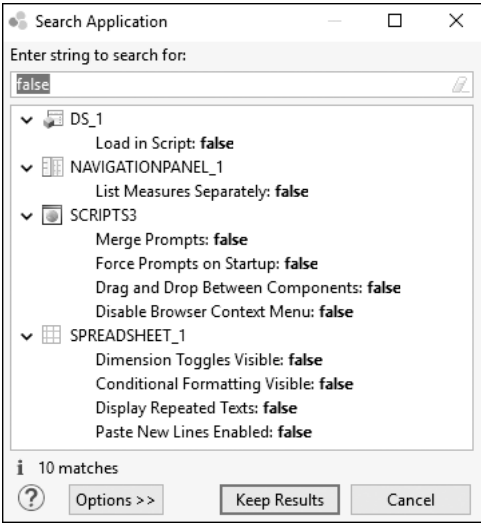 Search Application
Enter string to search for:
false
DS_1
Load in Script: false
NAVIGATIONPANEL_1
List Measures Separately: false
SCRIPTS3
Merge Prompts: false
Force Prompts on Startup: false
Drag and Drop Between Components: false
Disable Browser Context Menu: false
SPREADSHEET_1
Dimension Toggles Visible: false
Conditional Formatting Visible: false
Display Repeated Texts: false
Paste New Lines Enabled: false
i 10 matches
? Options >> Keep Results Cancel